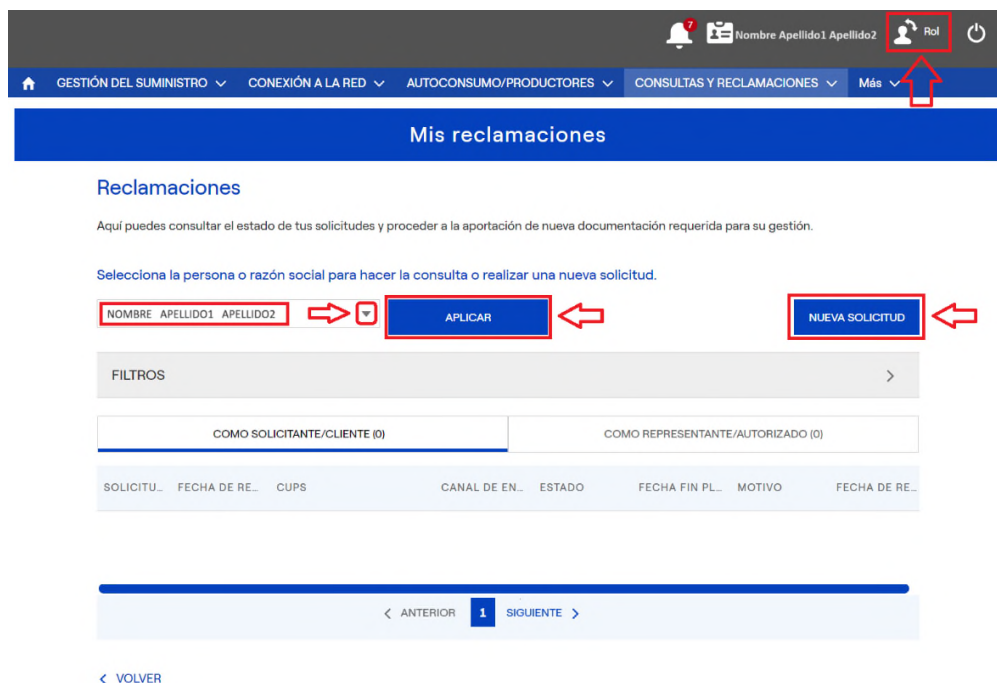 7 Nombre Apellido1 Apellido2 Rol
GESTIÓN DEL SUMINISTRO CONEXIÓN A LA RED AUTOCONSUMO/PRODUCTORES CONSULTAS Y RECLAMACIONES Más
Mis reclamaciones
Reclamaciones
Aquí puedes consultar el estado de tus solicitudes y proceder a la aportación de nueva documentación requerida para su gestión.
Selecciona la persona o razón social para hacer la consulta o realizar una nueva solicitud.
NOMBRE APELLIDO1 APELLIDO2 APLICAR NUEVA SOLICITUD
FILTROS
COMO SOLICITANTE/CLIENTE (0) COMO REPRESENTANTE/AUTORIZADO (0)
SOLICITU... FECHA DE RE... CUPS CANAL DE EN... ESTADO FECHA FIN PL... MOTIVO FECHA DE RE...
< ANTERIOR 1 SIGUIENTE >
< VOLVER